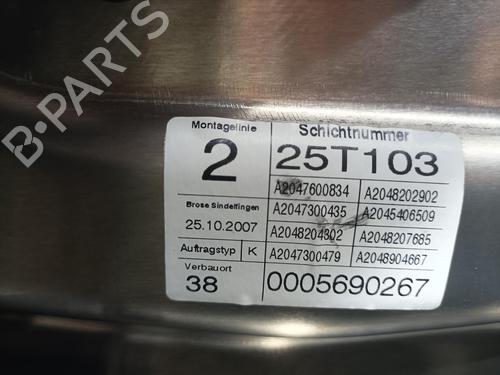 Montagelinie Schichtnummer
2 25T103
A2047600834 A2048202902
Brose Sindelfingen A2047300435 A2045406509
25.10.2007 A2048204302 A2048207685
Auftragstyp K A2047300479 A2048904667
Verbauort
38 0005690267
B-PARTS